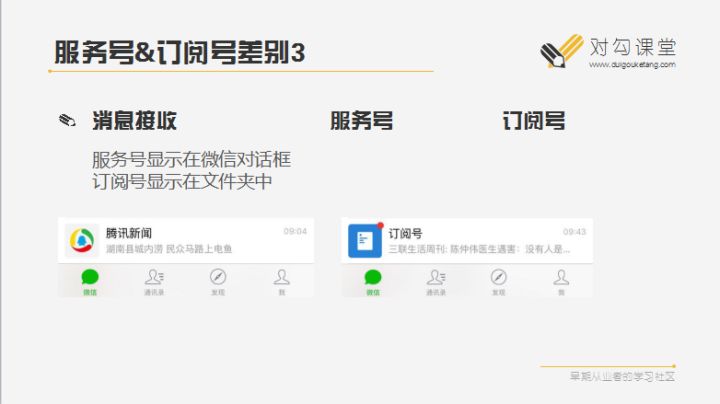 服务号&订阅号差别3
对勾课堂
www.duigouketang.com
消息接收 服务号 订阅号
服务号显示在微信对话框
订阅号显示在文件夹中
腾讯新闻 09:04
湖南县城内涝 民众马路上电鱼
微信 通讯录 发现 我
订阅号 09:43
三联生活周刊: 陈仲伟医生遇害：没有人是...
微信 通讯录 发现 我
早期从业者的学习社区